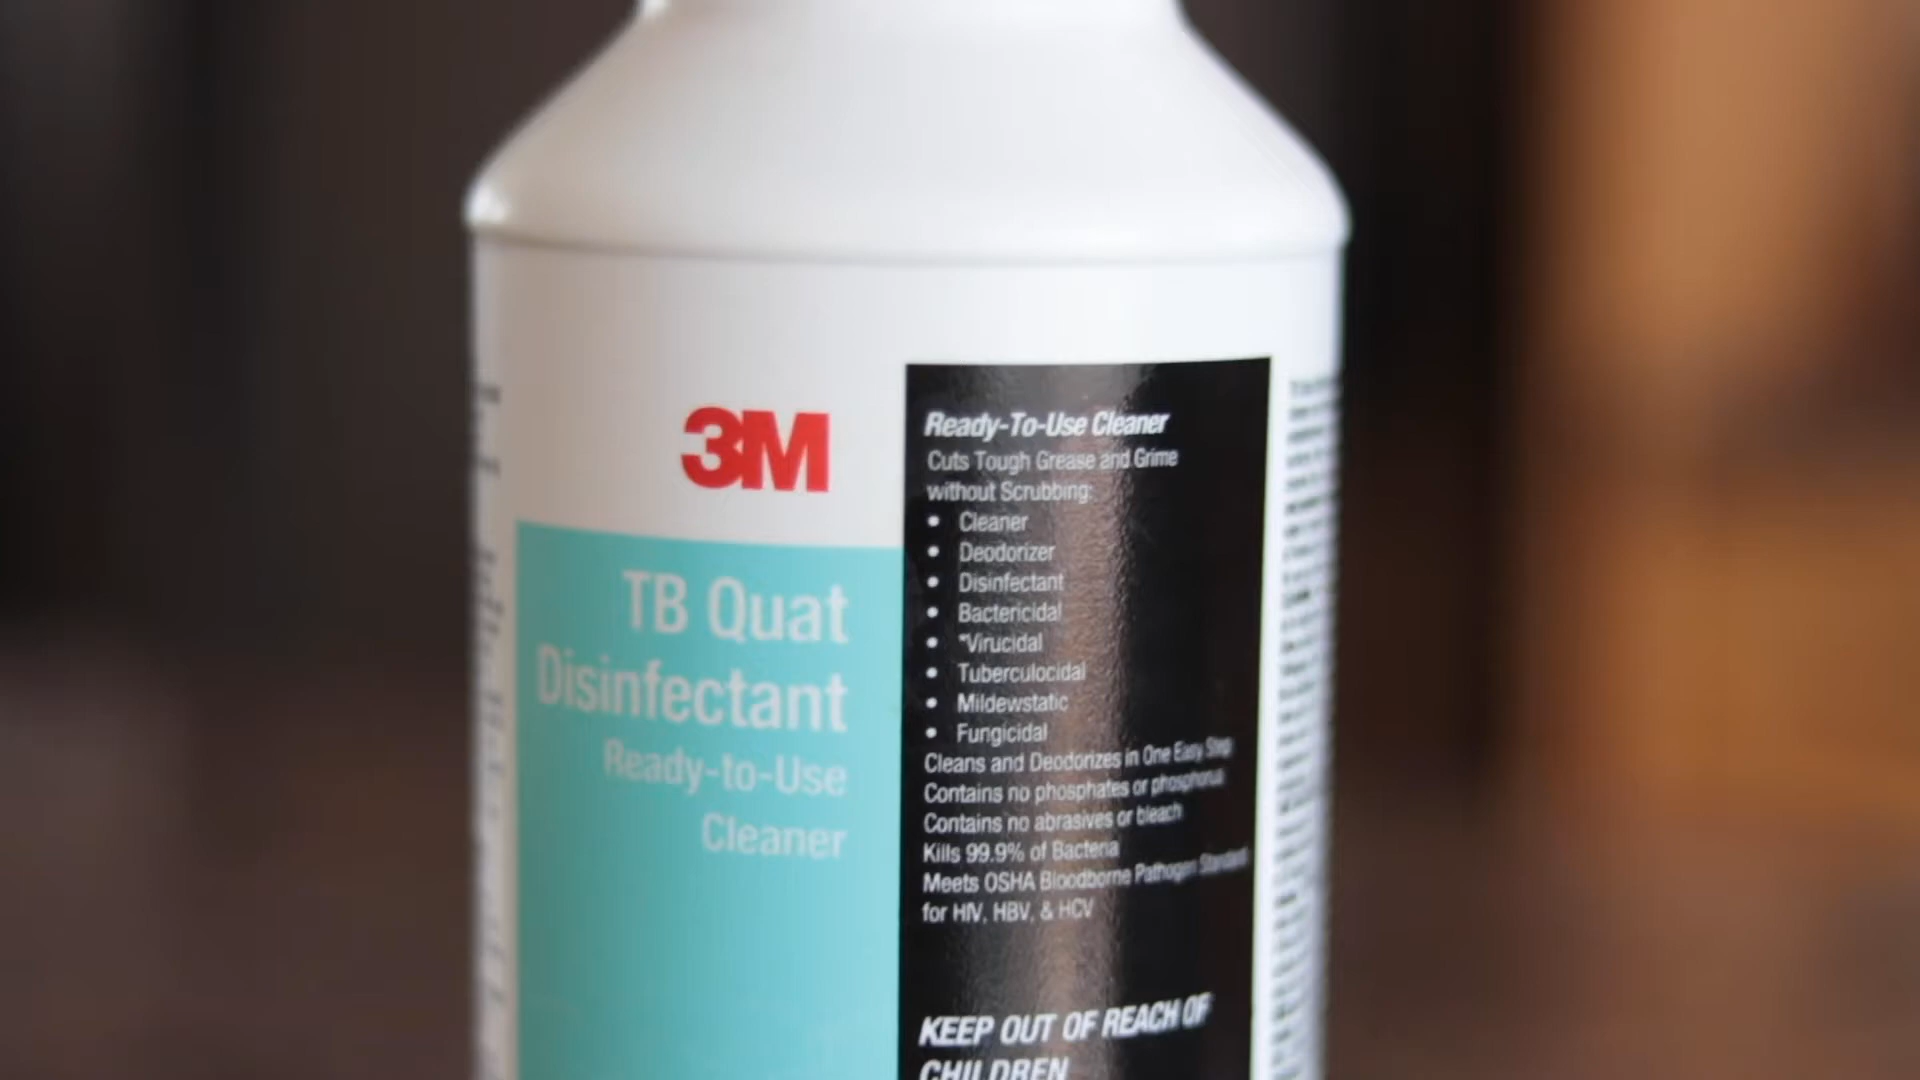 3M
TB Quat
Disinfectant
Ready-to-Use
Cleaner
Ready-To-Use Cleaner
Cuts Tough Grease and Grime
without Scrubbing:
• Cleaner
• Deodorizer
• Disinfectant
• Bactericidal
• *Virucidal
• Tuberculocidal
• Mildewstatic
• Fungicidal
Cleans and Deodorizes in One Easy Step
Contains no phosphates or phosphorus
Contains no abrasives or bleach
Kills 99.9% of Bacteria
Meets OSHA Bloodborne Pathogen Standard
for HIV, HBV, & HCV
KEEP OUT OF REACH OF
CHILDREN